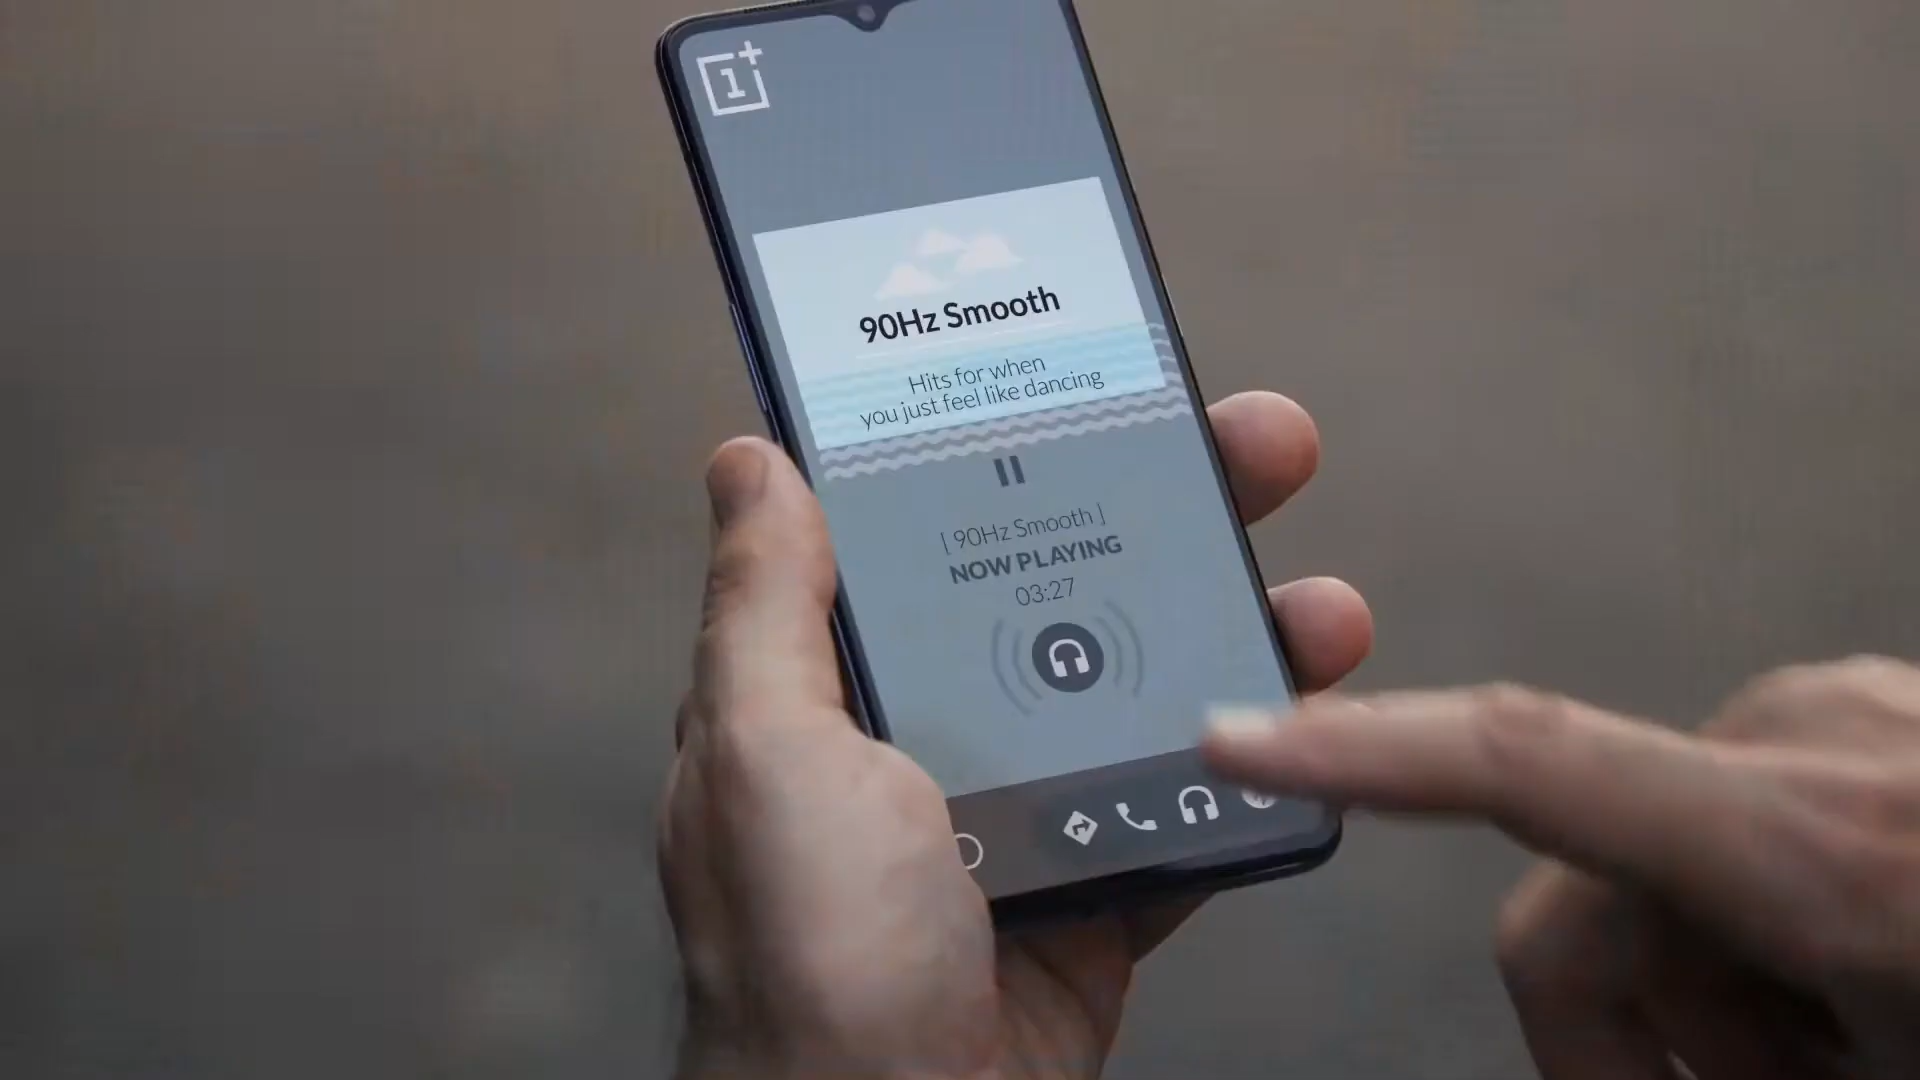 1+
90Hz Smooth
Hits for when
you just feel like dancing
[ 90Hz Smooth ]
NOW PLAYING
03:27